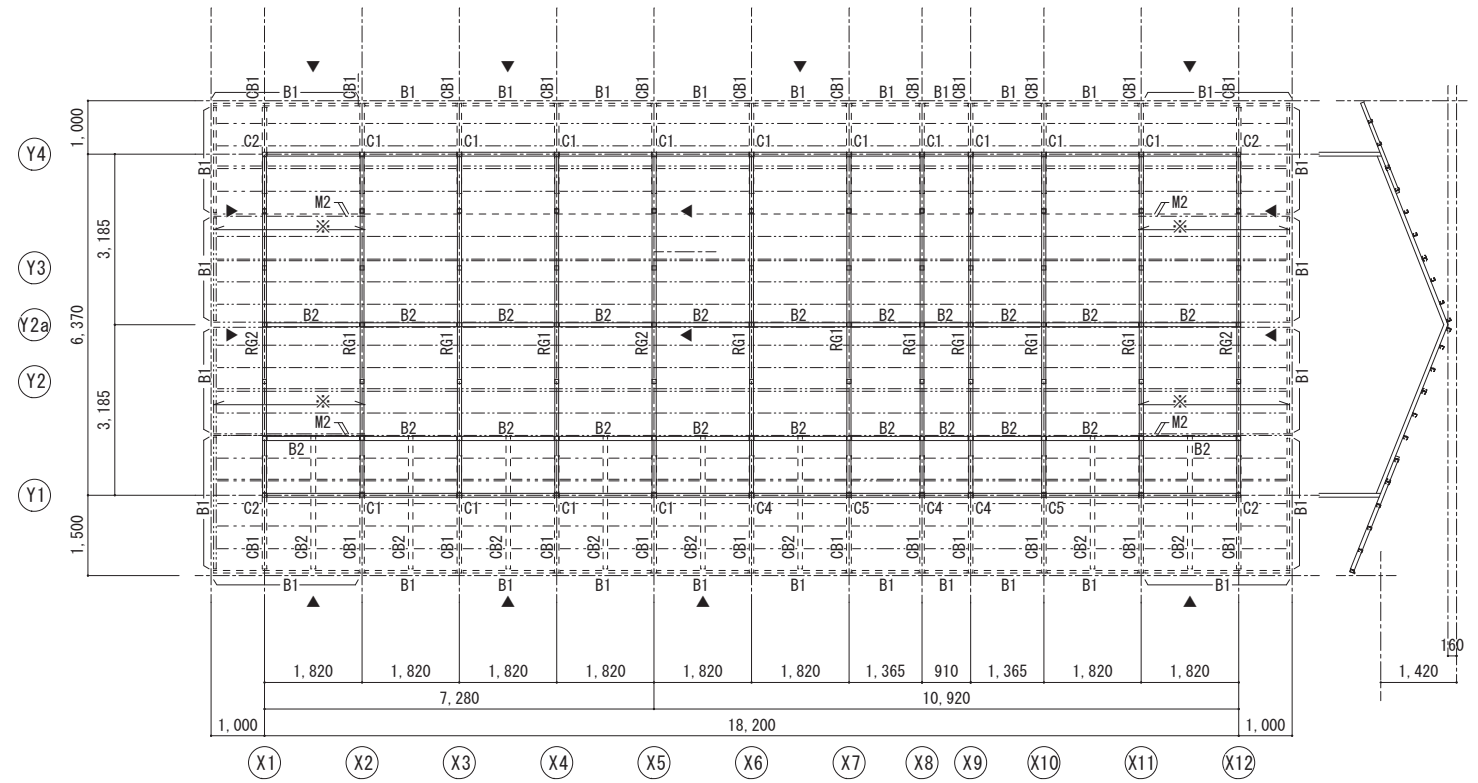 CB1 CB1 CB1 CB1 CB1 CB1 CB1 CB1 CB1 CB1 CB1 CB1
B1 B1 B1 B1 B1 B1 B1 B1 B1 B1 B1
1,000
C2 C1 C1 C1 C1 C1 C1 C1 C1 C1 C1 C2
Y4
B1 B1
M2 M2
※ ※
3,185
Y3
B1 B1
B2 B2 B2 B2 B2 B2 B2 B2 B2 B2 B2
6,370
Y2a
RG2 RG1 RG1 RG1 RG2 RG1 RG1 RG1 RG1 RG1 RG1 RG2
Y2
B1 B1
3,185
※ ※
M2 M2
B2 B2 B2 B2 B2 B2 B2 B2 B2
B2 B2
Y1
C2 C1 C1 C1 C1 C4 C5 C4 C4 C5 C2
B1 B1
1,500
CB1 CB2 CB1 CB2 CB1 CB2 CB1 CB2 CB1 CB2 CB1 CB2 CB1 CB1 CB1 CB1 CB2 CB1 CB2 CB1
B1 B1 B1 B1 B1 B1 B1 B1 B1 B1 B1
160
1,820 1,820 1,820 1,820 1,820 1,820 1,365 910 1,365 1,820 1,820
1,420
7,280 10,920
1,000 18,200 1,000
X1 X2 X3 X4 X5 X6 X7 X8 X9 X10 X11 X12